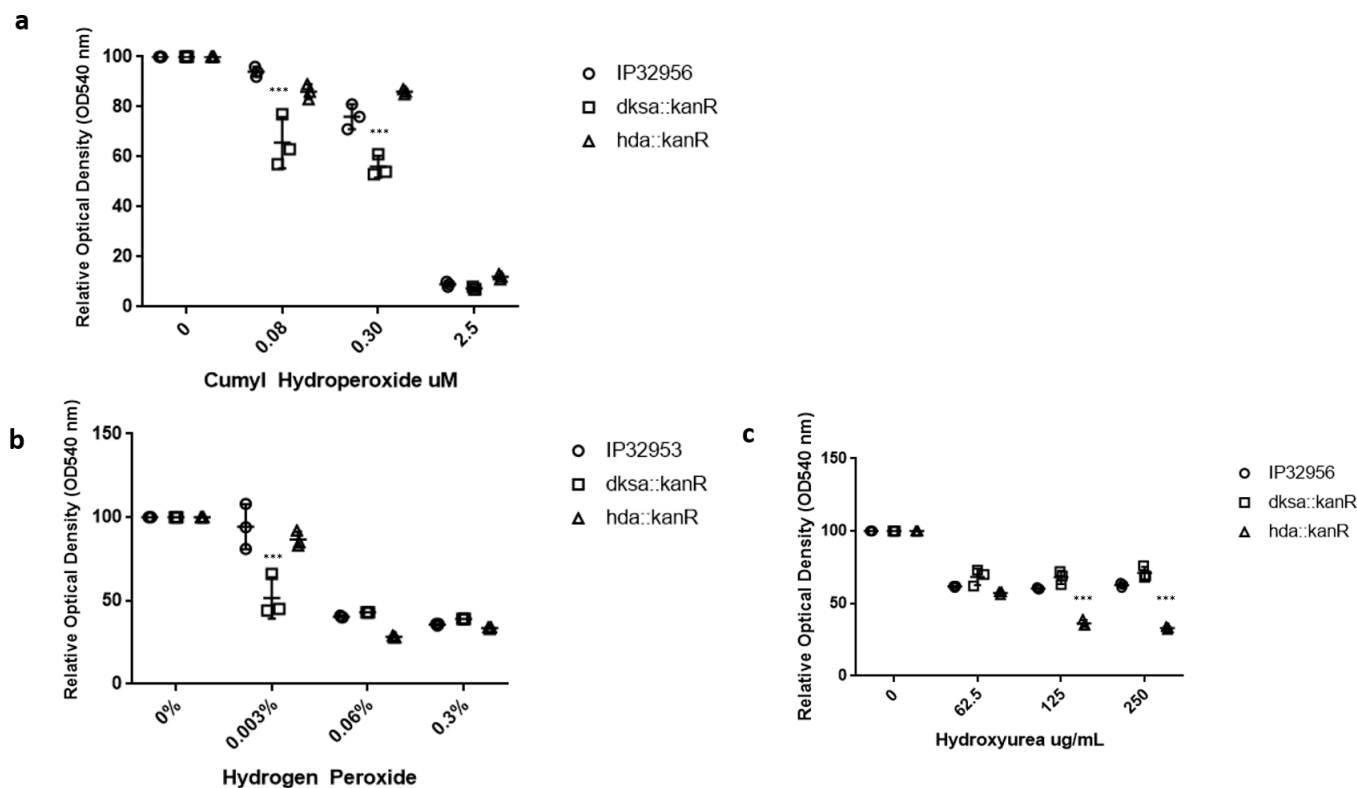 a
Relative Optical Density (OD540 nm)
100
80
60
40
20
0
***
***
0
0.08
0.30
2.5
Cumyl Hydroperoxide uM
IP32956
dksa::kanR
hda::kanR
b
Relative Optical Density (OD540 nm)
150
100
50
0
***
0%
0.003%
0.06%
0.3%
Hydrogen Peroxide
IP32953
dksa::kanR
hda::kanR
c
Relative Optical Density (OD540 nm)
150
100
50
0
***
***
0
62.5
125
250
Hydroxyurea ug/mL
IP32956
dksa::kanR
hda::kanR